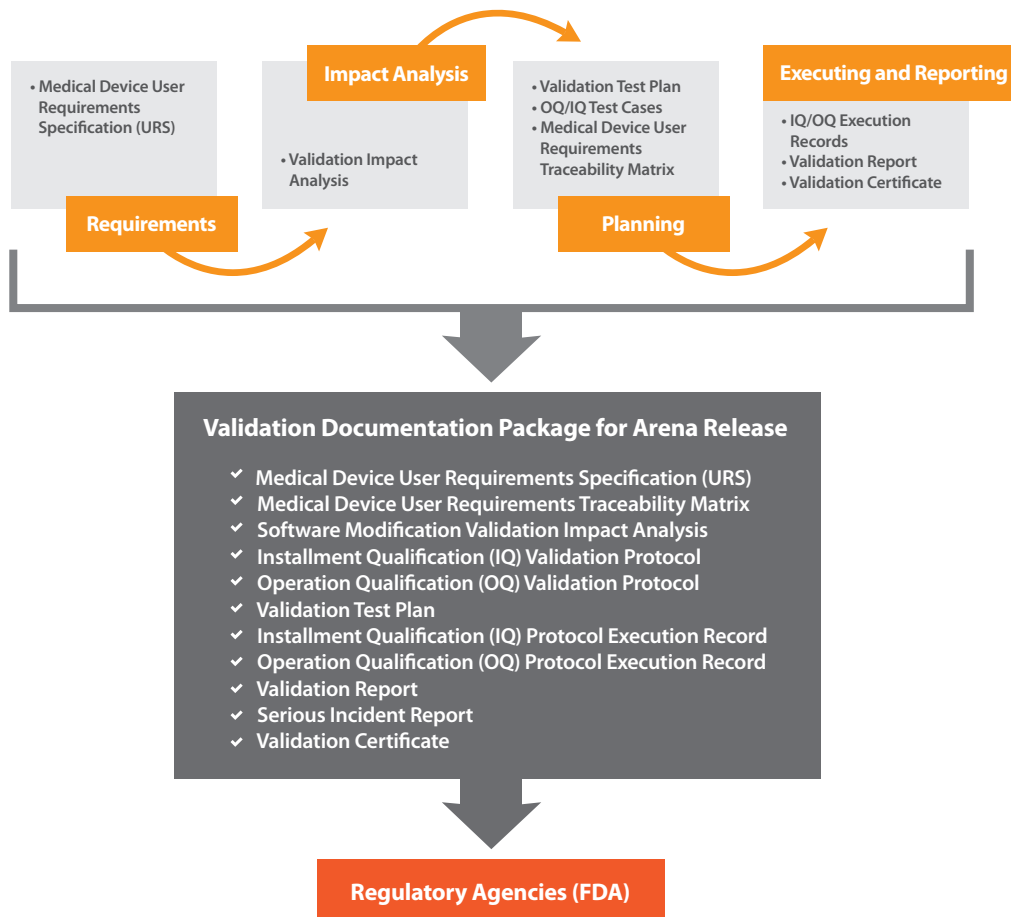 • Medical Device User
Requirements
Specification (URS)
Requirements
Impact Analysis
• Validation Impact
Analysis
• Validation Test Plan
• OQ/IQ Test Cases
• Medical Device User
Requirements
Traceability Matrix
Planning
Executing and Reporting
• IQ/OQ Execution
Records
• Validation Report
• Validation Certificate
Validation Documentation Package for Arena Release
✓ Medical Device User Requirements Specification (URS)
✓ Medical Device User Requirements Traceability Matrix
✓ Software Modification Validation Impact Analysis
✓ Installment Qualification (IQ) Validation Protocol
✓ Operation Qualification (OQ) Validation Protocol
✓ Validation Test Plan
✓ Installment Qualification (IQ) Protocol Execution Record
✓ Operation Qualification (OQ) Protocol Execution Record
✓ Validation Report
✓ Serious Incident Report
✓ Validation Certificate
Regulatory Agencies (FDA)